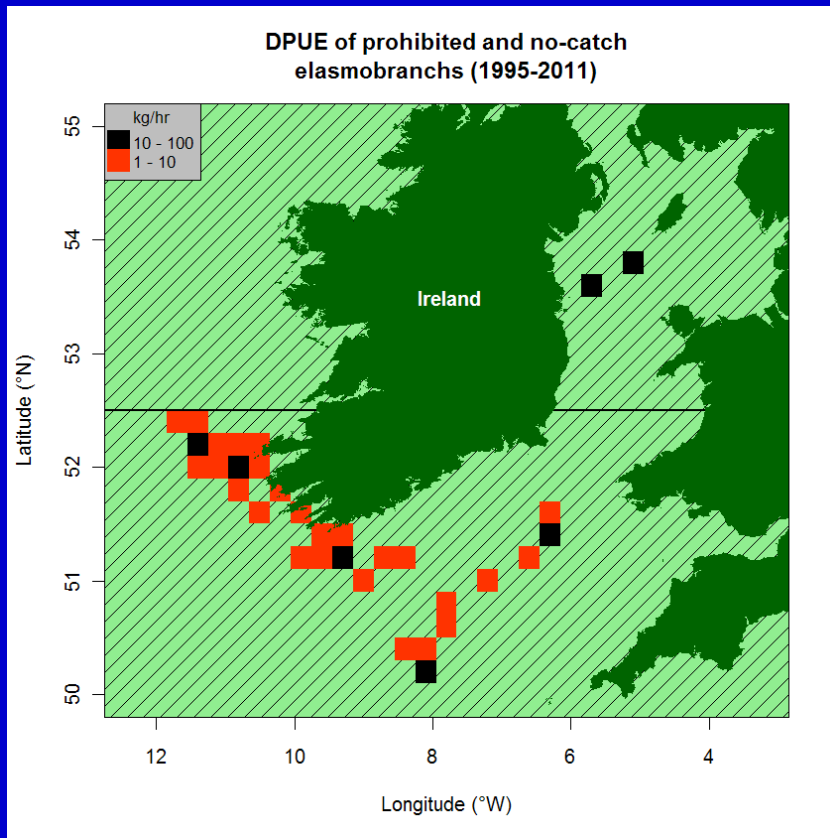 DPUE of prohibited and no-catch
elasmobranchs (1995-2011)
kg/hr
10 - 100
1 - 10
Ireland
55
54
53
52
51
50
Latitude (°N)
12
10
8
6
4
Longitude (°W)